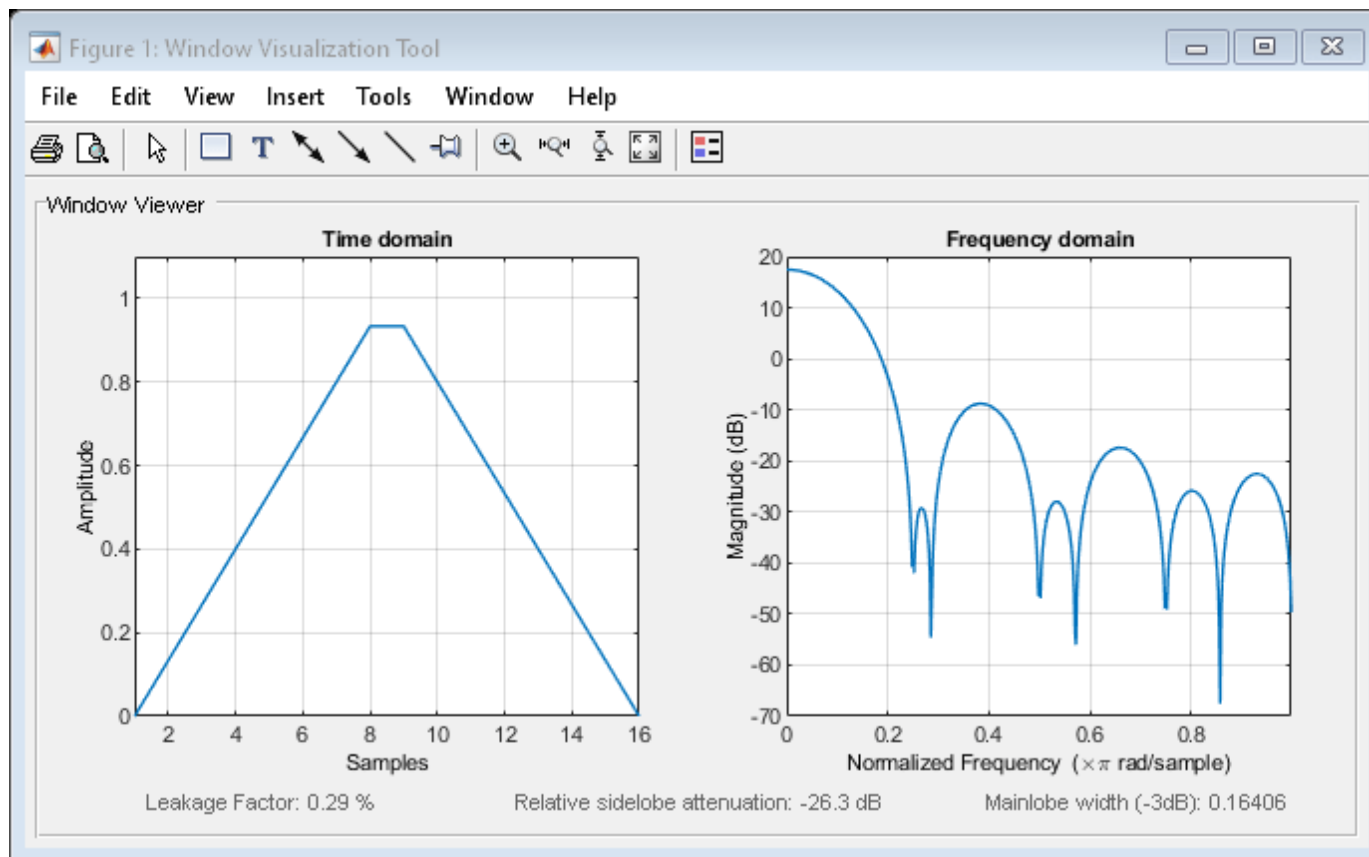 Figure 1: Window Visualization Tool
File Edit View Insert Tools Window Help
T
Window Viewer
Time domain
1
0.8
0.6
0.4
0.2
0
Amplitude
2 4 6 8 10 12 14 16
Samples
Frequency domain
20
10
0
-10
-20
-30
-40
-50
-60
-70
Magnitude (dB)
0 0.2 0.4 0.6 0.8
Normalized Frequency (×π rad/sample)
Leakage Factor: 0.29 % Relative sidelobe attenuation: -26.3 dB Mainlobe width (-3dB): 0.16406